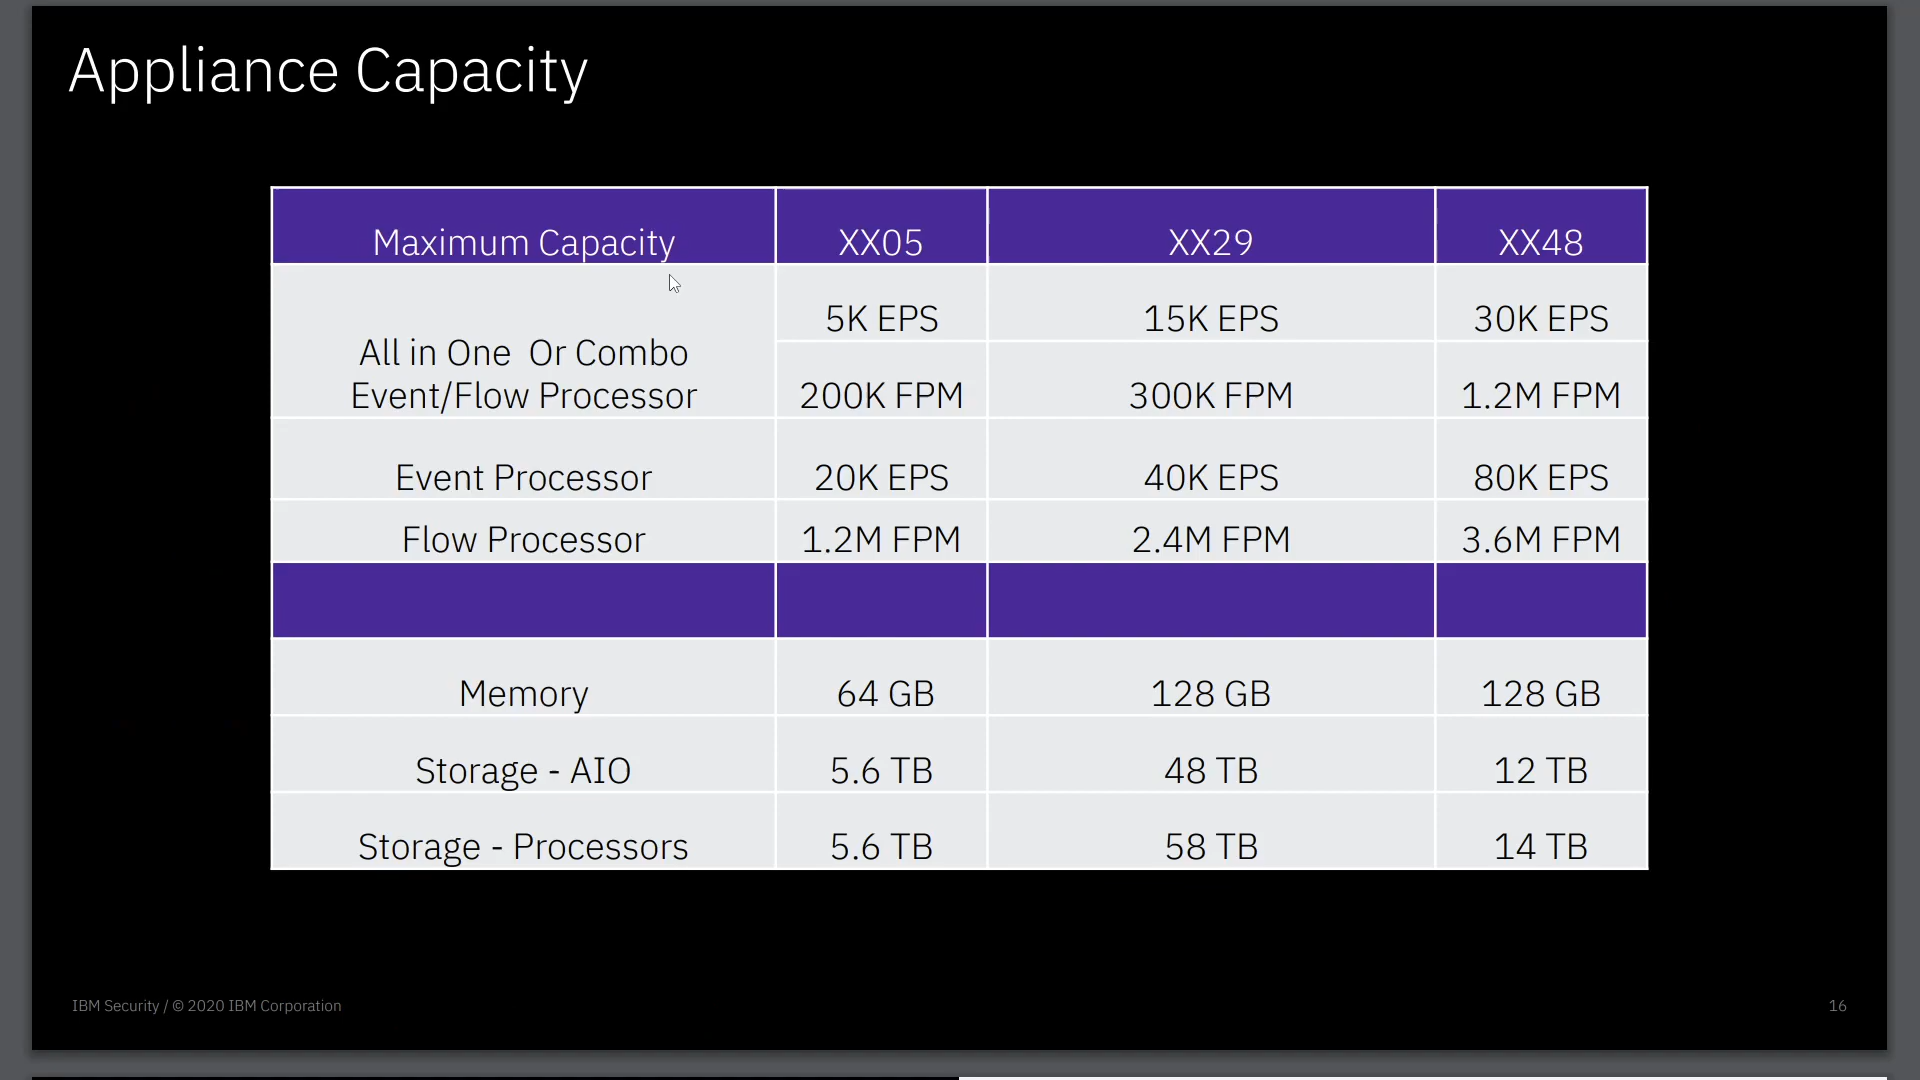 Appliance Capacity
Maximum Capacity XX05 XX29 XX48
5K EPS 15K EPS 30K EPS
All in One Or Combo
Event/Flow Processor
200K FPM 300K FPM 1.2M FPM
Event Processor 20K EPS 40K EPS 80K EPS
Flow Processor 1.2M FPM 2.4M FPM 3.6M FPM
Memory 64 GB 128 GB 128 GB
Storage - AIO 5.6 TB 48 TB 12 TB
Storage - Processors 5.6 TB 58 TB 14 TB
IBM Security / © 2020 IBM Corporation 16